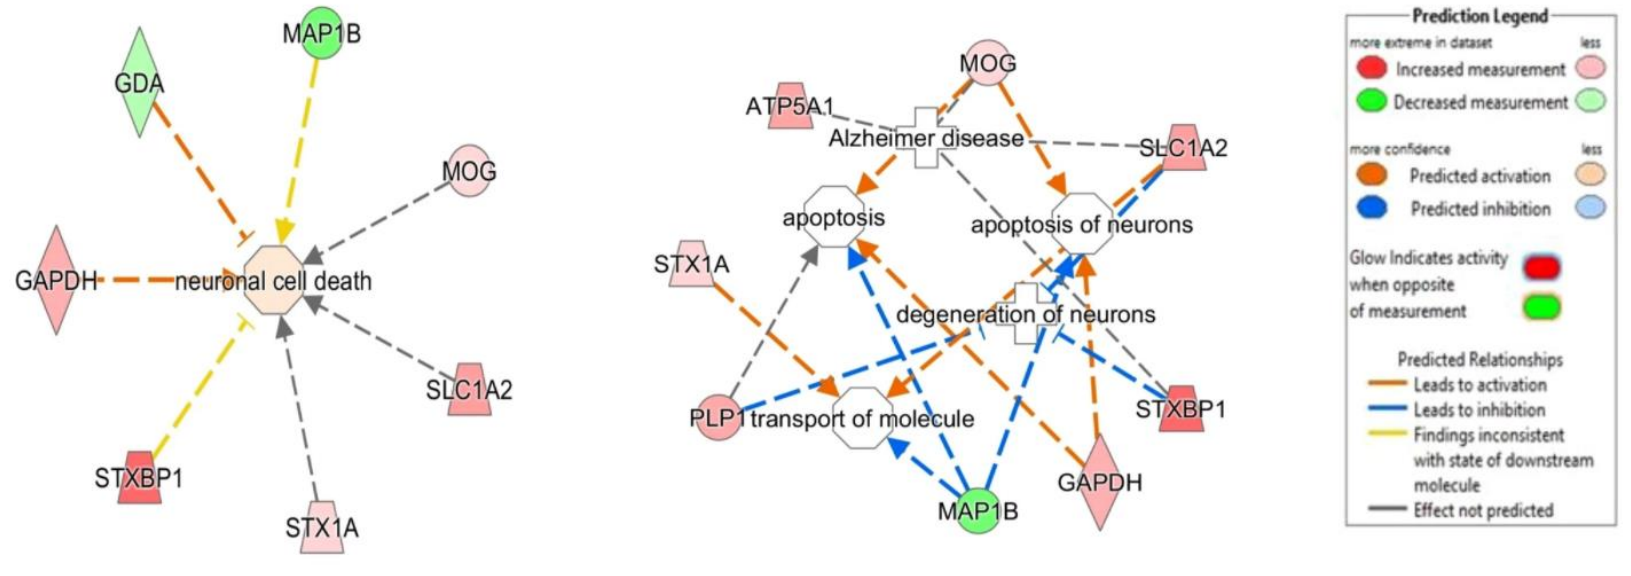 MAP1B
GDA
MOG
GAPDH
neuronal cell death
SLC1A2
STXBP1
STX1A
MOG
ATP5A1
Alzheimer disease
SLC1A2
apoptosis
apoptosis of neurons
STX1A
degeneration of neurons
PLP1
transport of molecule
STXBP1
GAPDH
MAP1B
Prediction Legend
more extreme in dataset less
Increased measurement
Decreased measurement
more confidence less
Predicted activation
Predicted inhibition
Glow Indicates activity
when opposite
of measurement
Predicted Relationships
Leads to activation
Leads to inhibition
Findings inconsistent
with state of downstream
molecule
Effect not predicted